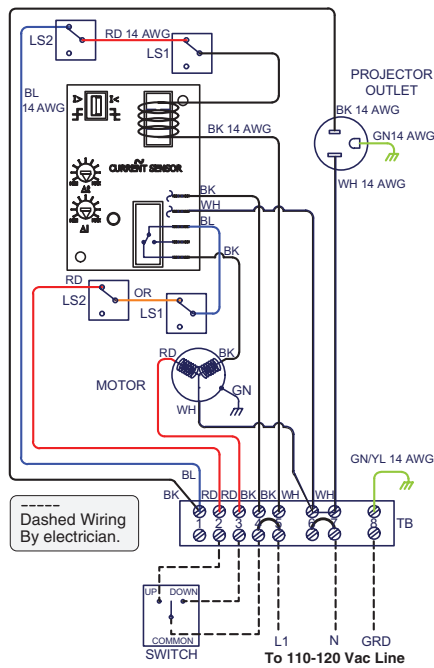 LS2
RD 14 AWG
LS1
BL
14 AWG
I> I<
PROJECTOR
OUTLET
BK 14 AWG
GN14 AWG
WH 14 AWG
BK 14 AWG
CURRENT SENSOR
Δ2
Δ1
BK
WH
BL
RD
LS2
OR
LS1
BK
RD
BK
MOTOR
GN
WH
GN/YL 14 AWG
BL
BK
RD
RD
BK
BK
WH
WH
1
2
3
5
6
7
8
TB
Dashed Wiring
By electrician.
UP
DOWN
COMMON
SWITCH
L1
N
GRD
To 110-120 Vac Line